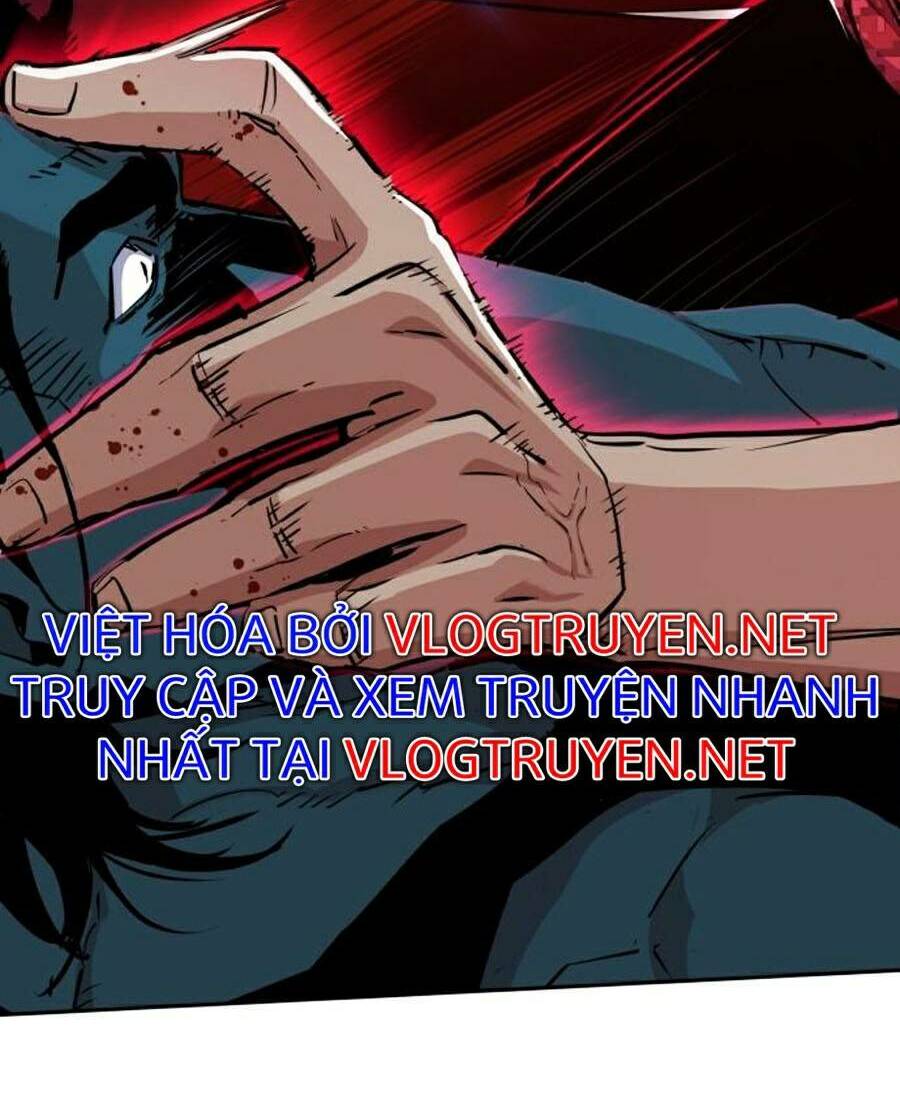 VIỆT HÓA BỞI VLOGTRUYEN.NET
TRUY CẬP VÀ XEM TRUYỆN NHANH
NHẤT TẠI VLOGTRUYEN.NET